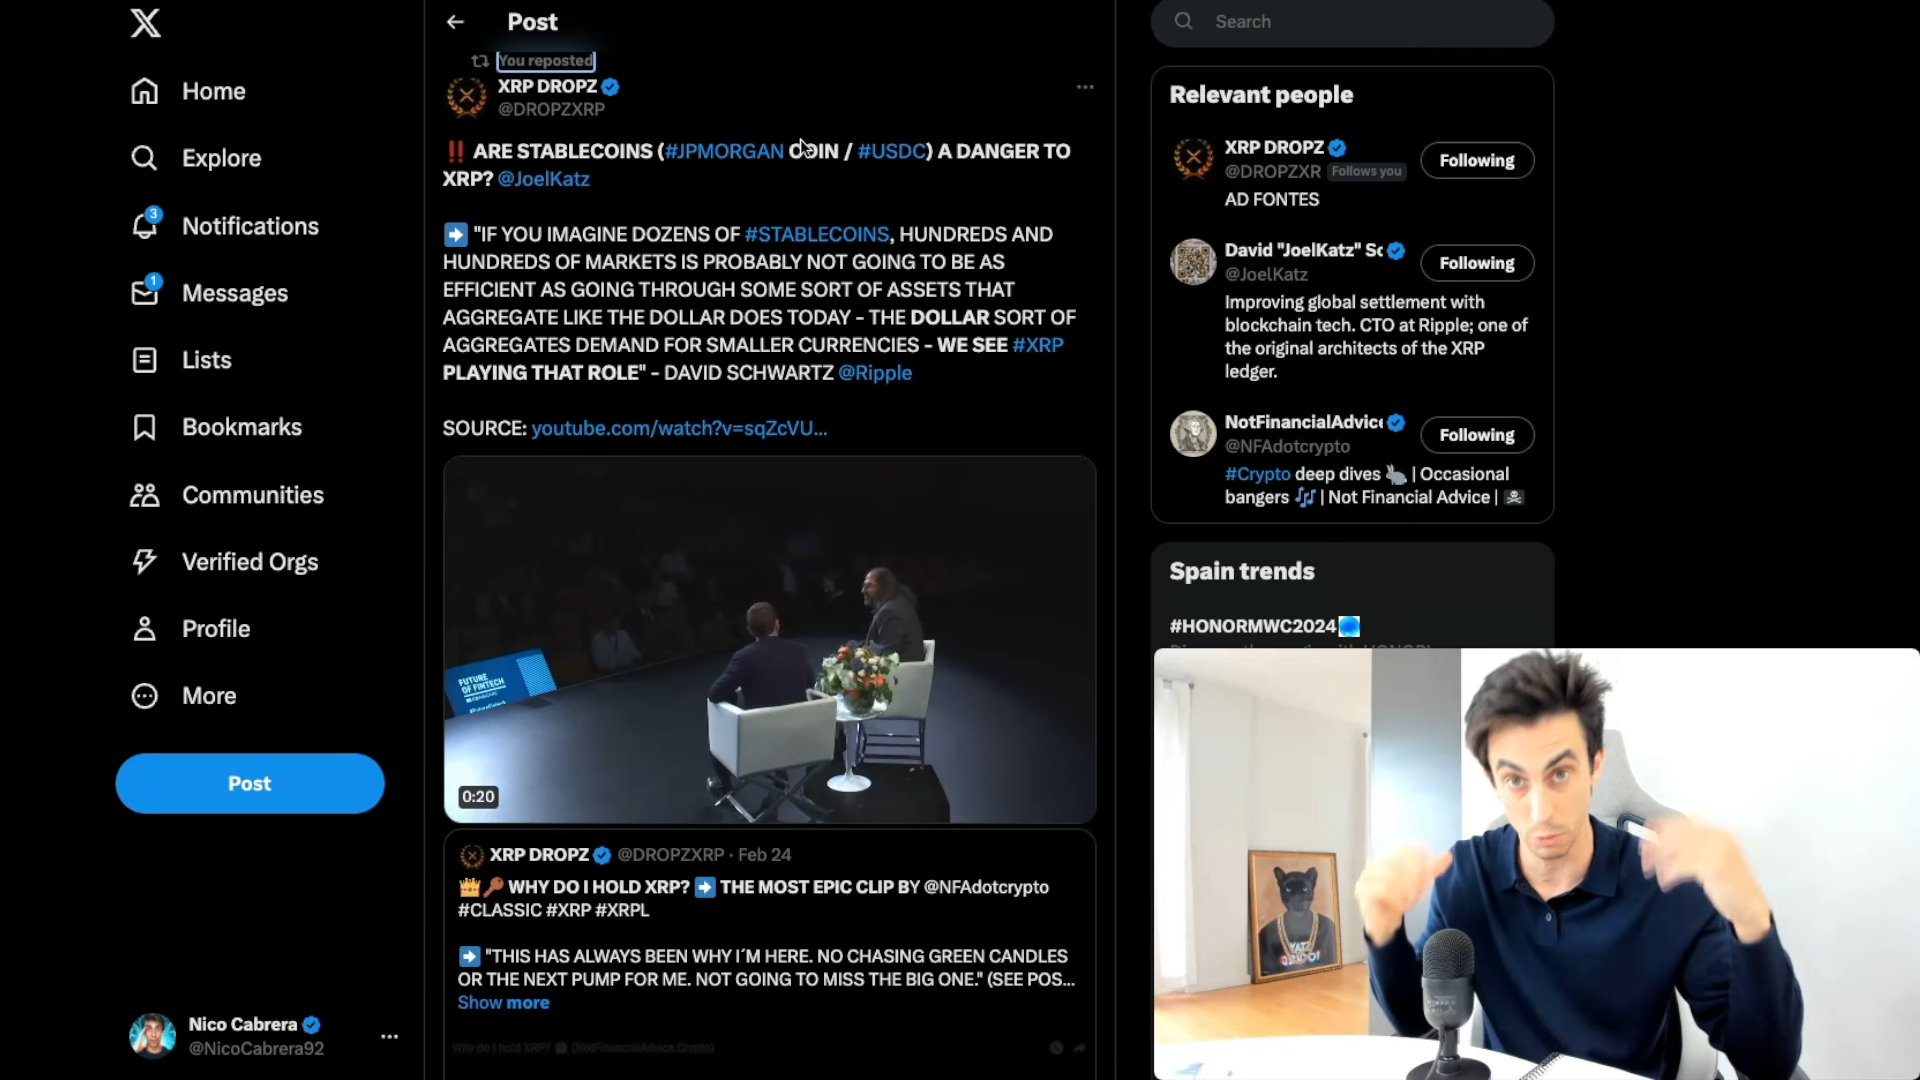 Home
Explore
3
Notifications
1
Messages
Lists
Bookmarks
Communities
Verified Orgs
Profile
More
Post
Nico Cabrera
@NicoCabrera92
Post
You reposted
XRP DROPZ
@DROPZXRP
‼️ ARE STABLECOINS (#JPMORGAN COIN / #USDC) A DANGER TO
XRP? @JoelKatz
➡️ "IF YOU IMAGINE DOZENS OF #STABLECOINS, HUNDREDS AND
HUNDREDS OF MARKETS IS PROBABLY NOT GOING TO BE AS
EFFICIENT AS GOING THROUGH SOME SORT OF ASSETS THAT
AGGREGATE LIKE THE DOLLAR DOES TODAY - THE DOLLAR SORT OF
AGGREGATES DEMAND FOR SMALLER CURRENCIES - WE SEE #XRP
PLAYING THAT ROLE" - DAVID SCHWARTZ @Ripple
SOURCE: youtube.com/watch?v=sqZcVU...
FUTURE
OF FINTECH
0:20
XRP DROPZ @DROPZXRP · Feb 24
👑🔑 WHY DO I HOLD XRP? ➡️ THE MOST EPIC CLIP BY @NFAdotcrypto
#CLASSIC #XRP #XRPL
➡️ "THIS HAS ALWAYS BEEN WHY I´M HERE. NO CHASING GREEN CANDLES
OR THE NEXT PUMP FOR ME. NOT GOING TO MISS THE BIG ONE." (SEE POS...
Show more
Why do I hold XRP? (NotFinancialAdvice.Crypto)
Search
Relevant people
XRP DROPZ
@DROPZXR Follows you
Following
AD FONTES
David "JoelKatz" Sc
@JoelKatz
Following
Improving global settlement with
blockchain tech. CTO at Ripple; one of
the original architects of the XRP
ledger.
NotFinancialAdvic
@NFAdotcrypto
Following
#Crypto deep dives 🐇 | Occasional
bangers 🎶 | Not Financial Advice | ☠️
Spain trends
#HONORMWC2024